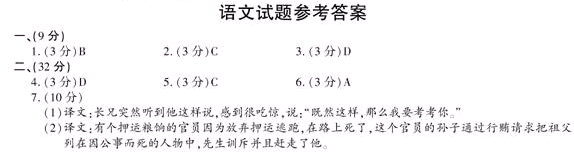 语文试题参考答案
一、(9分)
1.(3分)B 2.(3分)C 3.(3分)D
二、(32分)
4.(3分)D 5.(3分)C 6.(3分)A
7.(10分)
(1)译文:长兄突然听到他这样说,感到很吃惊,说:“既然这样,那么我要考考你。”
(2)译文:有个押运粮饷的官员因为放弃押运逃跑,在路上死了,这个官员的孙子通过行贿请求把祖父
列在因公事而死的人物中,先生训斥并且赶走了他。